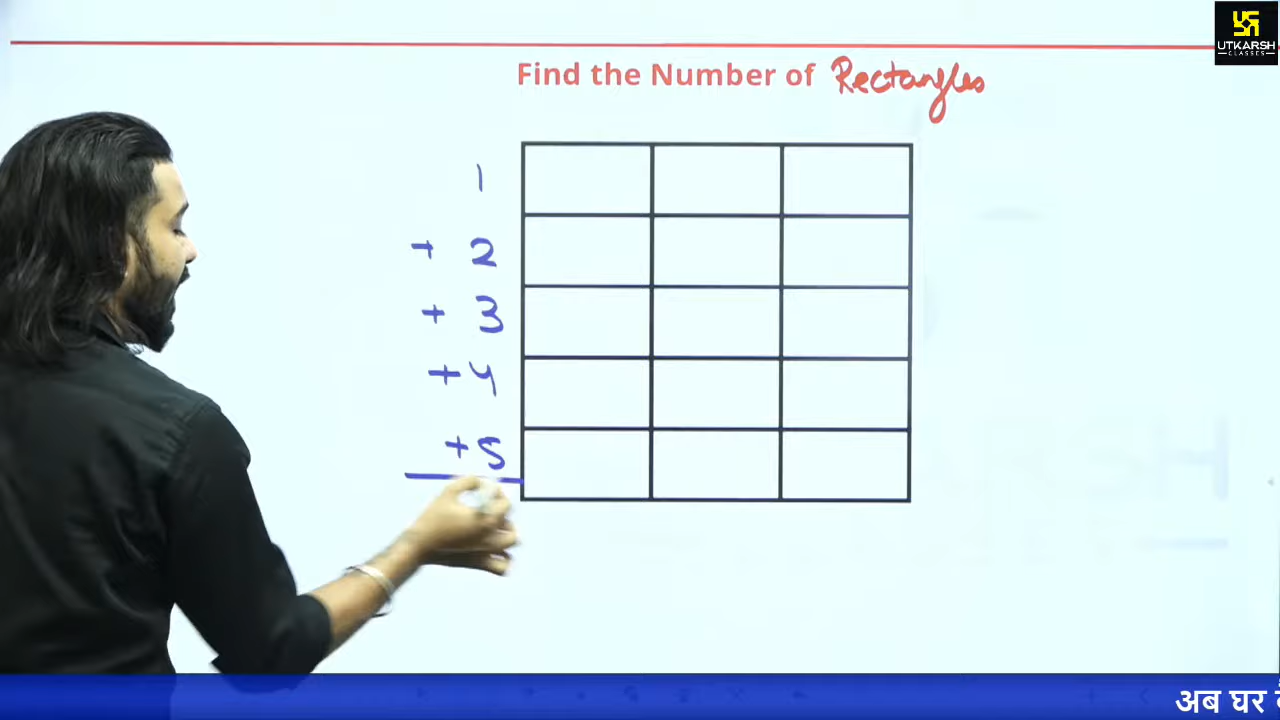 UTKARSH
CLASSES
Find the Number of Rectangles
1
+ 2
+ 3
+ 4
+ 5
अब घर